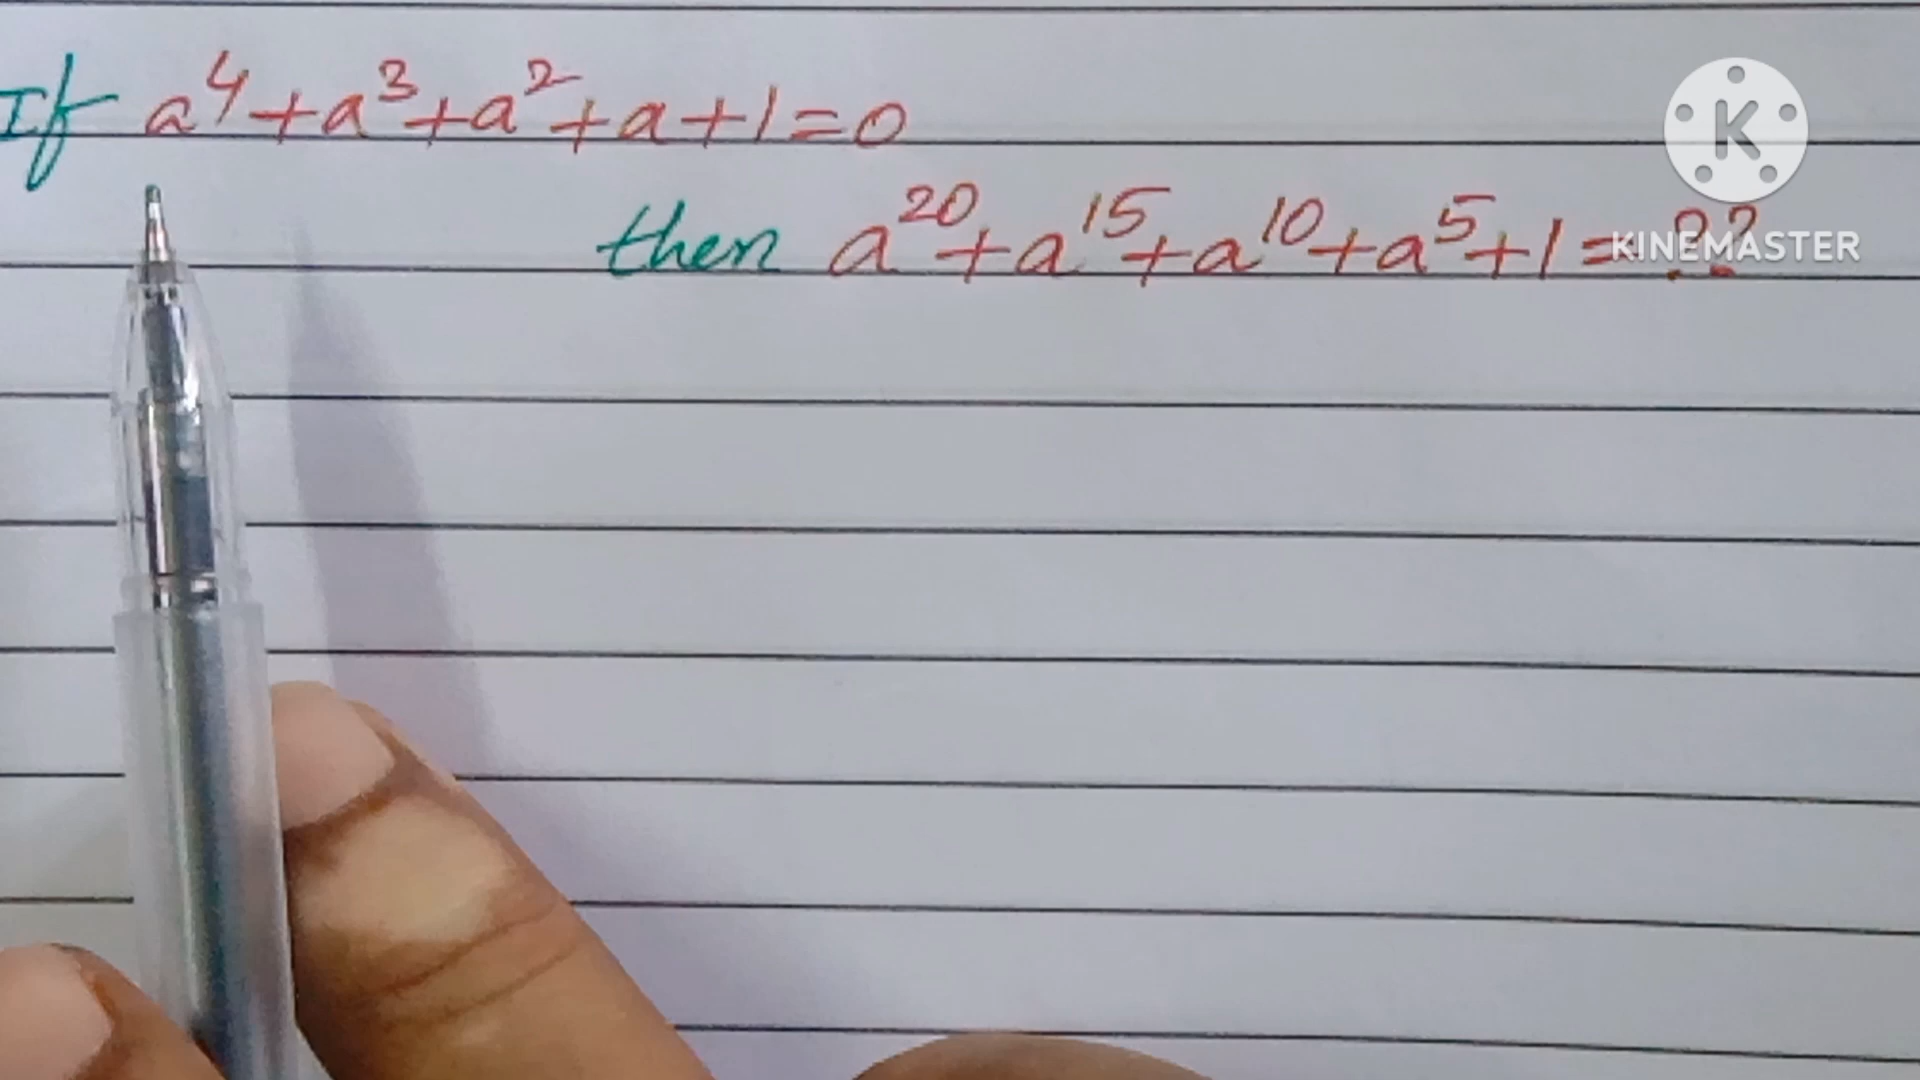 If a⁴+a³+a²+a+1=0
then a²⁰+a¹⁵+a¹⁰+a⁵+1=??
K
KINEMASTER